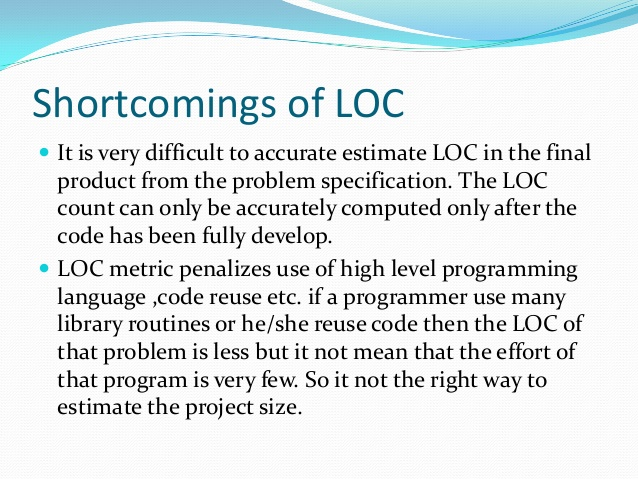 Shortcomings of LOC
• It is very difficult to accurate estimate LOC in the final
product from the problem specification. The LOC
count can only be accurately computed only after the
code has been fully develop.
• LOC metric penalizes use of high level programming
language ,code reuse etc. if a programmer use many
library routines or he/she reuse code then the LOC of
that problem is less but it not mean that the effort of
that program is very few. So it not the right way to
estimate the project size.